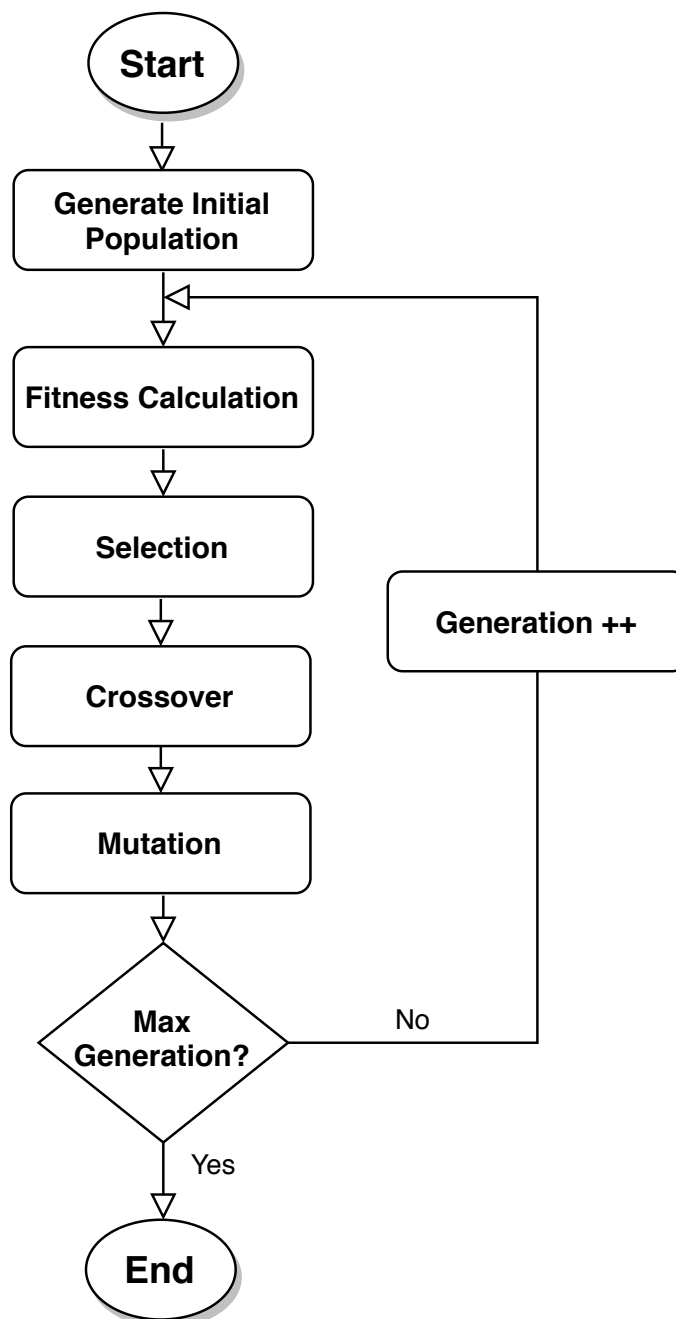 Start
Generate Initial
Population
Fitness Calculation
Selection
Generation ++
Crossover
Mutation
Max
Generation?
No
Yes
End